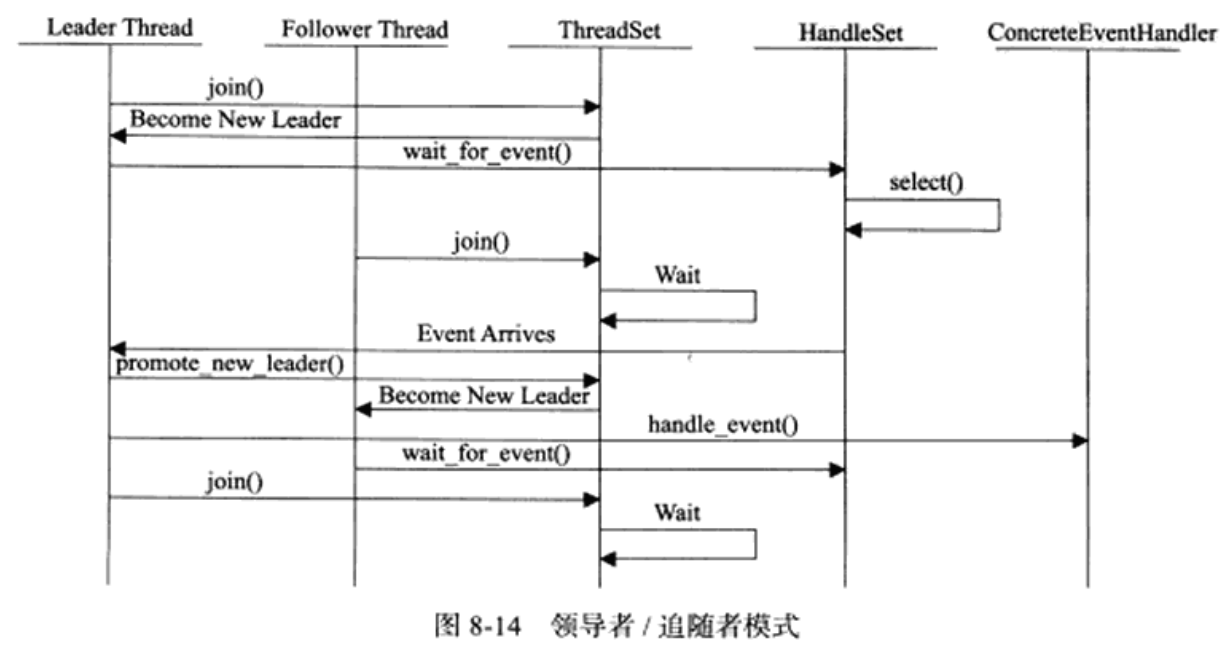 Leader Thread Follower Thread ThreadSet HandleSet ConcreteEventHandler
join()
Become New Leader
wait_for_event()
select()
join()
Wait
Event Arrives
promote_new_leader()
Become New Leader
handle_event()
wait_for_event()
join()
Wait
图 8-14 领导者 / 追随者模式